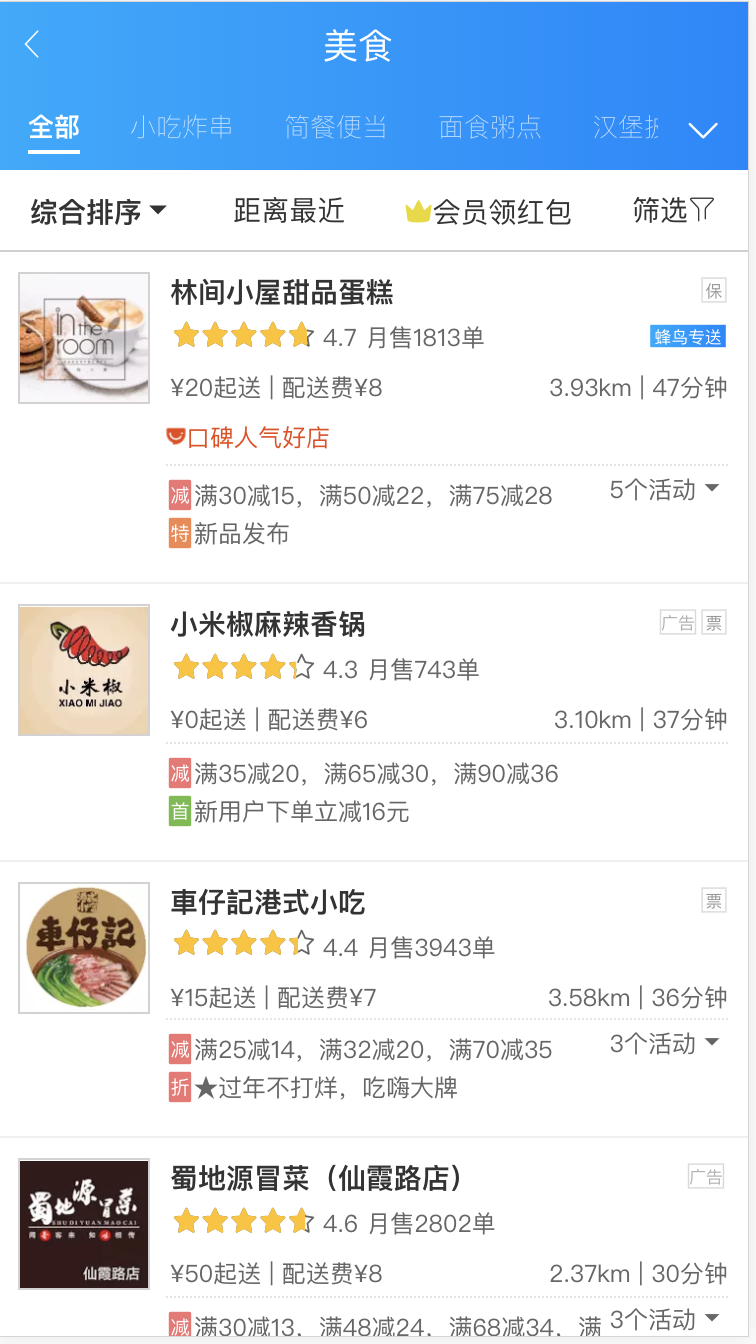 美食
全部 小吃炸串 简餐便当 面食粥点 汉堡
综合排序 距离最近 会员领红包 筛选
in the room
林间小屋甜品蛋糕 保
4.7 月售1813单 蜂鸟专送
¥20起送 | 配送费¥8 3.93km | 47分钟
口碑人气好店
减 满30减15，满50减22，满75减28 5个活动
特 新品发布
小米椒
XIAO MI JIAO
小米椒麻辣香锅 广告 票
4.3 月售743单
¥0起送 | 配送费¥6 3.10km | 37分钟
减 满35减20，满65减30，满90减36
首 新用户下单立减16元
車仔記
車仔記港式小吃 票
4.4 月售3943单
¥15起送 | 配送费¥7 3.58km | 36分钟
减 满25减14，满32减20，满70减35 3个活动
折 ★过年不打烊，吃嗨大牌
蜀地源冒菜
SHU DI YUAN MAO CAI
仙霞路店
蜀地源冒菜（仙霞路店） 广告
4.6 月售2802单
¥50起送 | 配送费¥8 2.37km | 30分钟
减 满30减13，满48减24，满68减34，满 3个活动